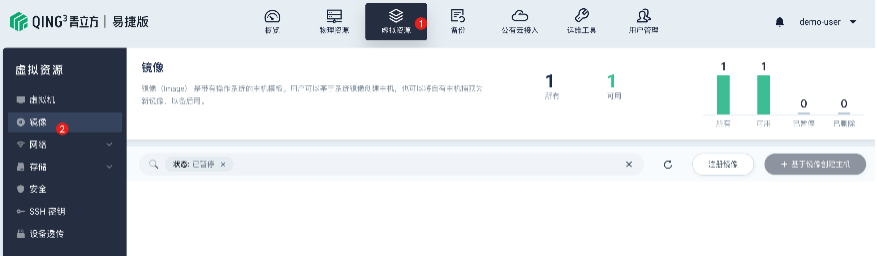 QING3青立方 | 易捷版
概览
物理资源
虚拟资源
1
备份
公有云接入
运维工具
用户管理
demo-user
虚拟资源
虚拟机
镜像
2
网络
存储
安全
SSH 密钥
设备透传
镜像
镜像（Image） 是带有操作系统的主机模板，用户可以基于系统镜像创建主机，也可以将自有主机捕获为
新镜像，以备后用。
1
所有
1
可用
1
1
0
0
所有
可用
已暂停
已删除
状态: 已暂停 ×
注册镜像
+ 基于镜像创建主机